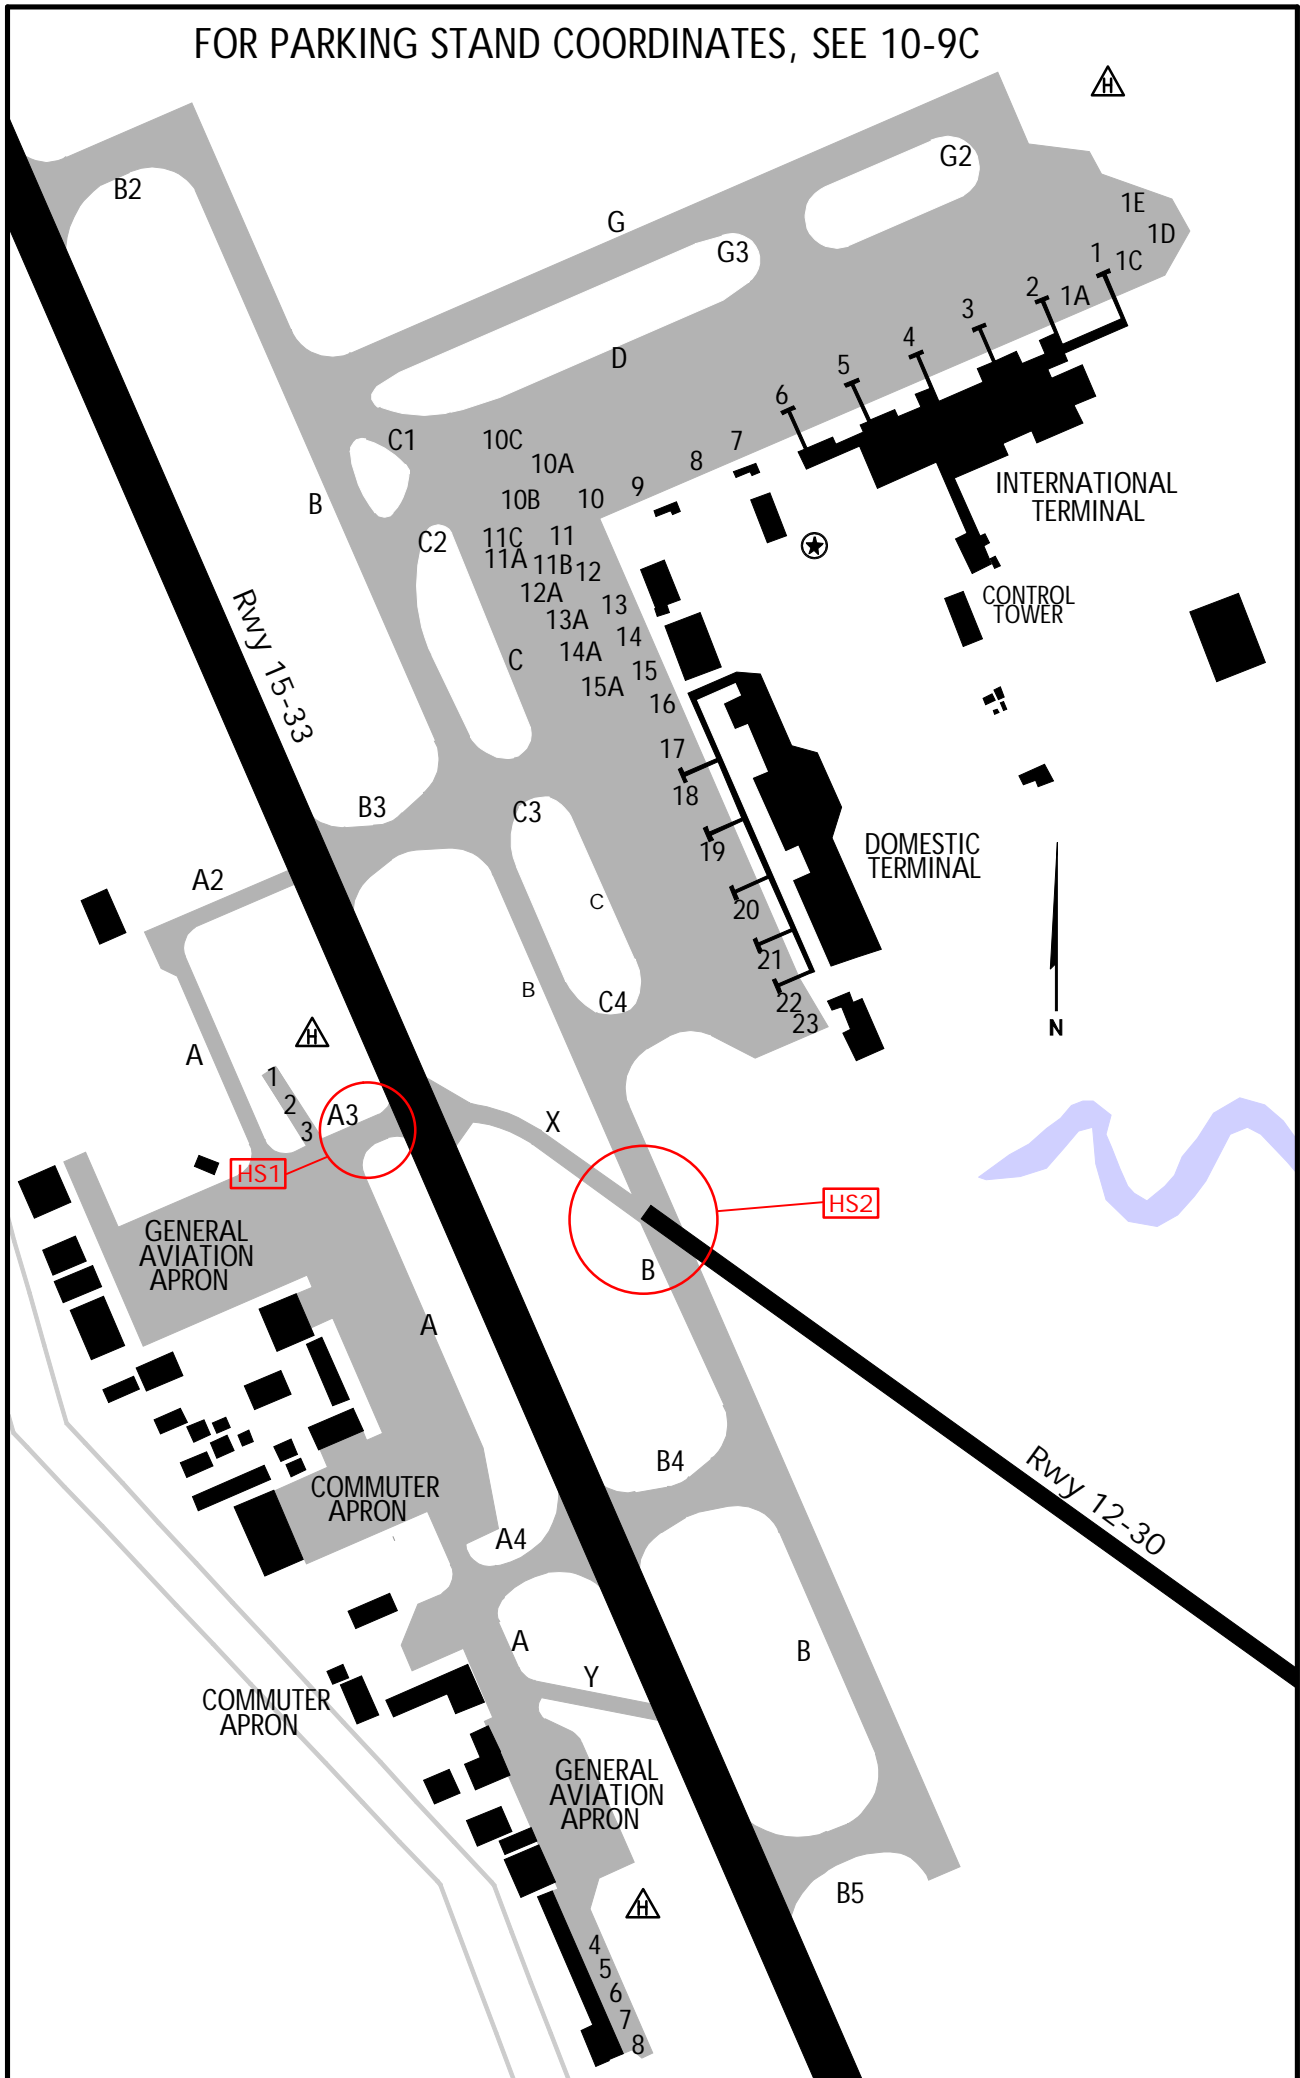 FOR PARKING STAND COORDINATES, SEE 10-9C
H
B2
G2
1E
G
1D
G3
1
1C
2
1A
3
D
4
5
6
C1
10C
7
10A
8
9
10B
10
B
INTERNATIONAL
TERMINAL
C2
11C
11
11A
11B
12
12A
13
CONTROL
TOWER
13A
Rwy 15-33
14
14A
C
15
15A
16
17
18
B3
C3
19
DOMESTIC
TERMINAL
A2
C
20
21
B
C4
22
23
N
H
A
1
2
A3
3
X
HS1
HS2
GENERAL
AVIATION
APRON
B
A
B4
Rwy 12-30
COMMUTER
APRON
A4
A
B
Y
COMMUTER
APRON
GENERAL
AVIATION
APRON
B5
H
4
5
6
7
8